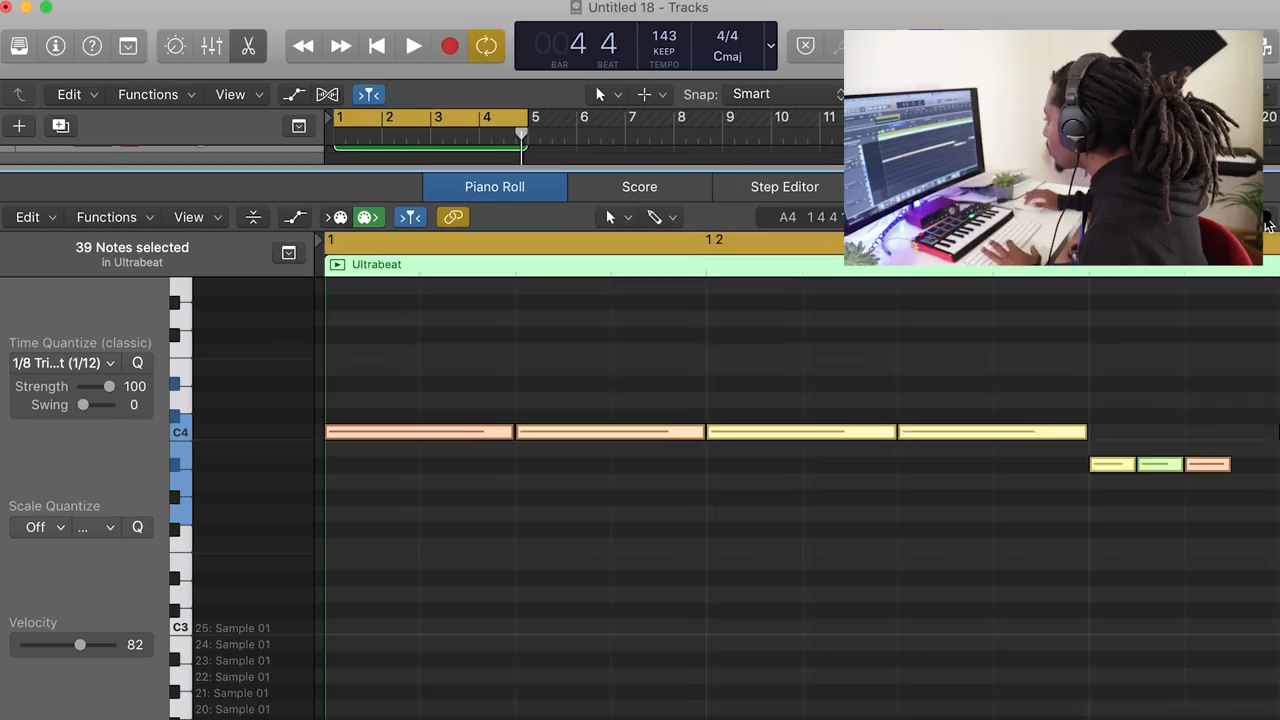 Untitled 18 - Tracks
004 4
BAR BEAT
143
KEEP
TEMPO
4/4
Cmaj
Edit Functions View Snap: Smart
1 2 3 4 5 6 7 8 9 10 11 20
Piano Roll Score Step Editor
Edit Functions View A4 1 4 4
39 Notes selected
in Ultrabeat
1 1 2
Ultrabeat
Time Quantize (classic)
1/8 Tri...t (1/12) Q
Strength 100
Swing 0
C4
Scale Quantize
Off ... Q
Velocity
82
C3
25: Sample 01
24: Sample 01
23: Sample 01
22: Sample 01
21: Sample 01
20: Sample 01